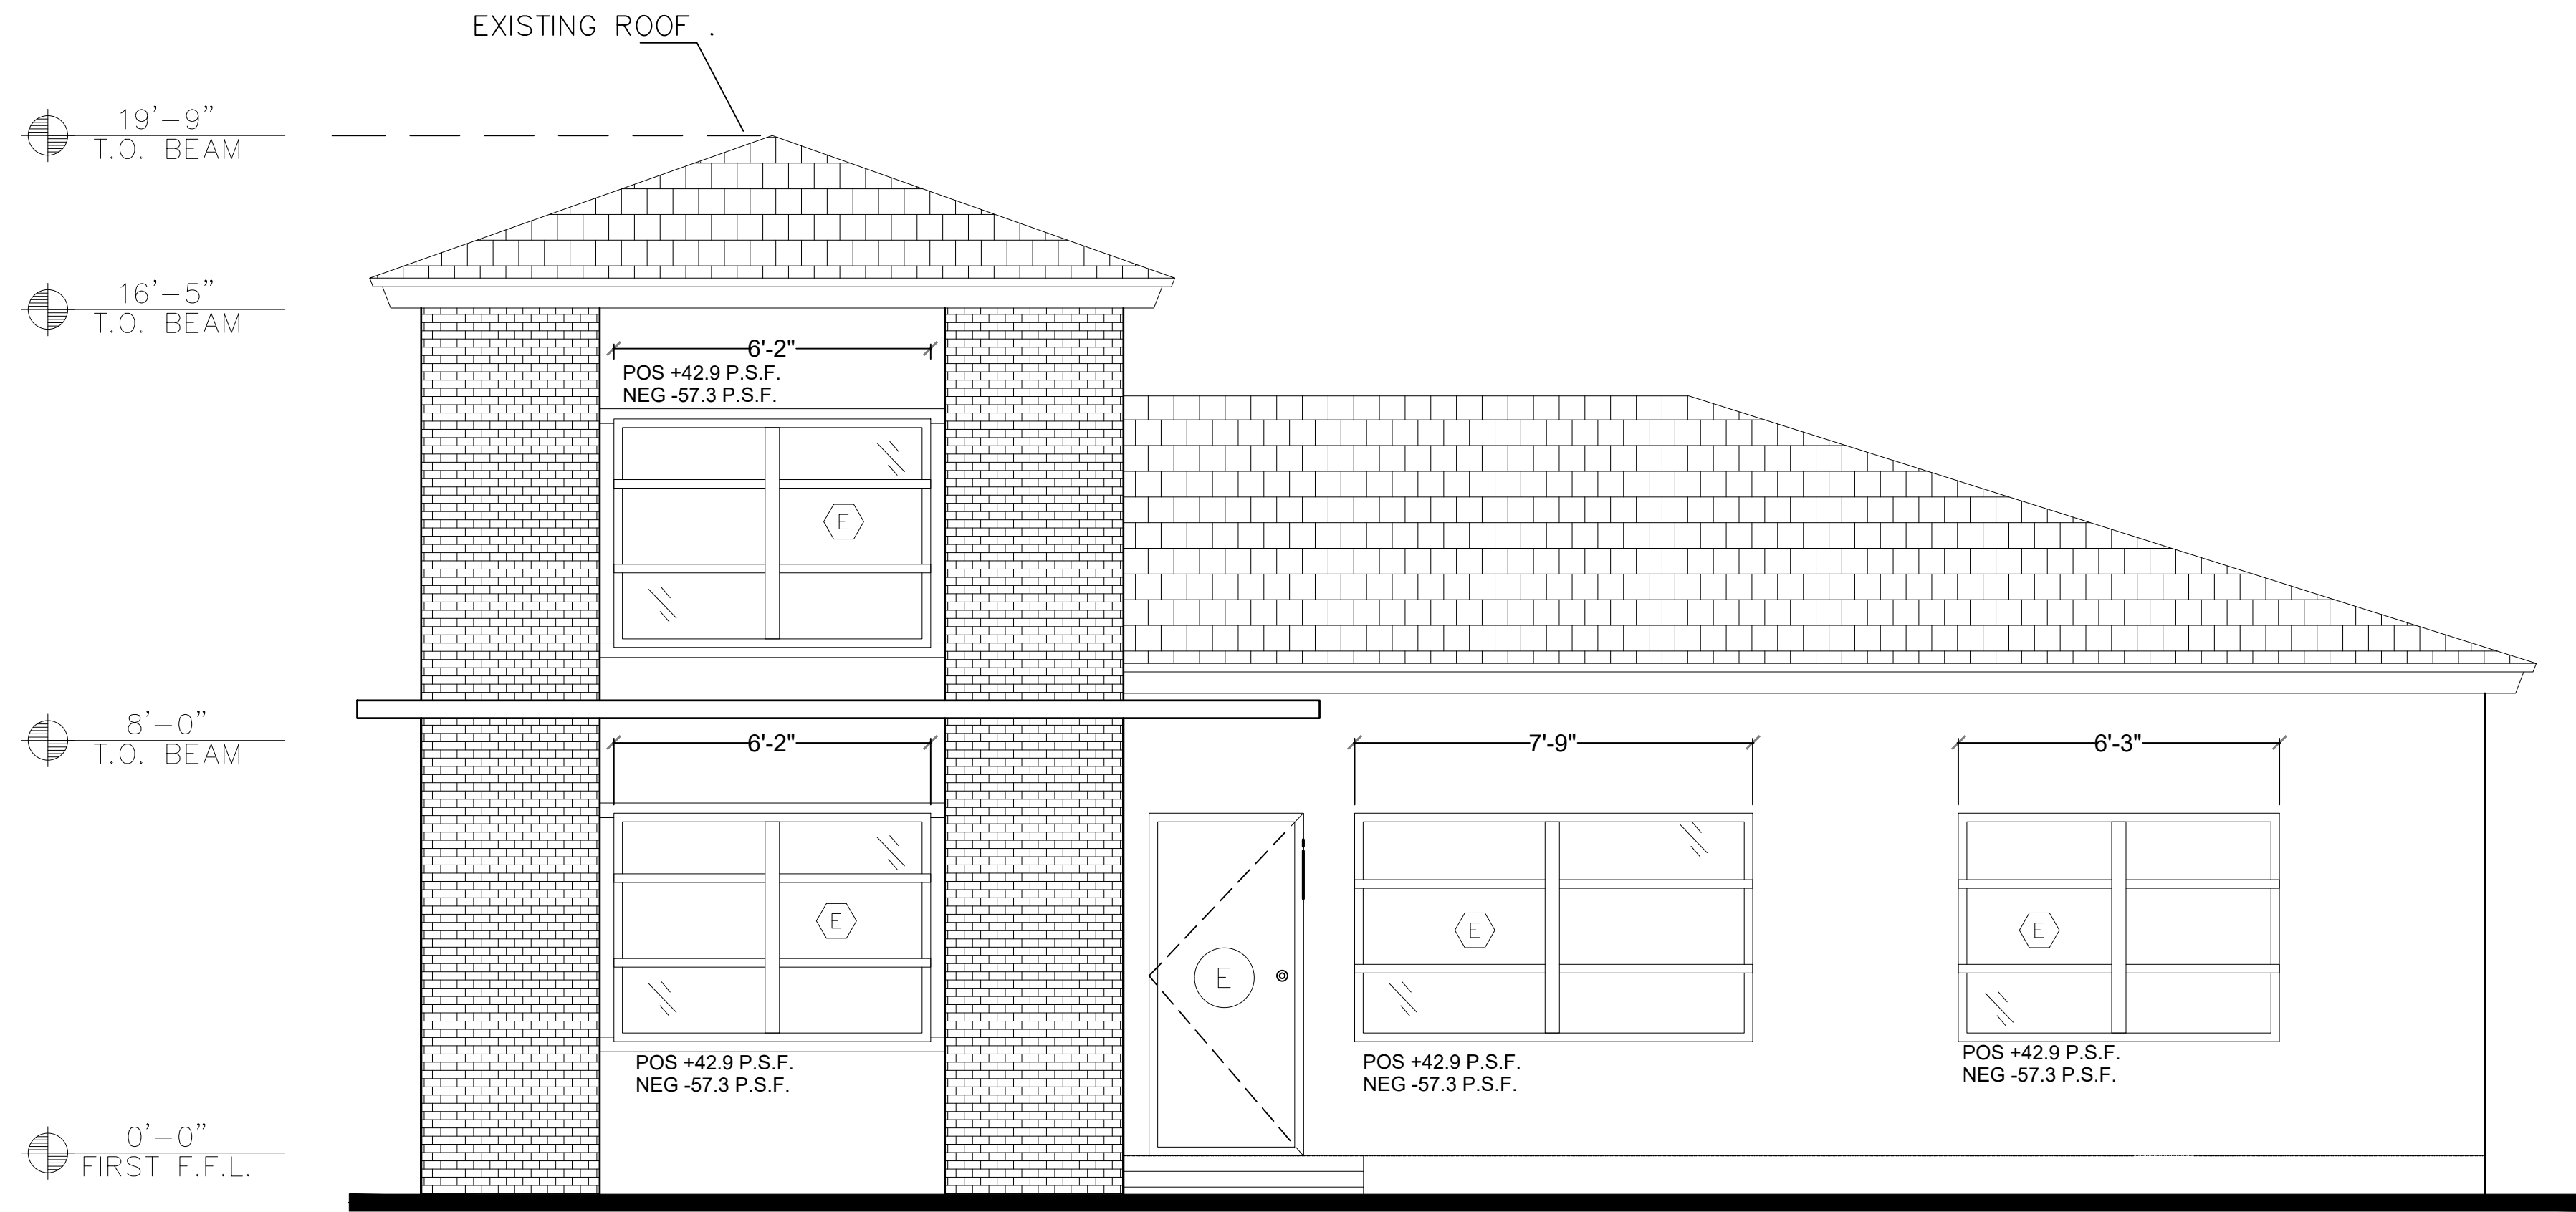 EXISTING ROOF .
19'-9"
T.O. BEAM
16'-5"
T.O. BEAM
6'-2"
POS +42.9 P.S.F.
NEG -57.3 P.S.F.
E
8'-0"
T.O. BEAM
6'-2"
7'-9"
6'-3"
E
E
E
E
POS +42.9 P.S.F.
NEG -57.3 P.S.F.
POS +42.9 P.S.F.
NEG -57.3 P.S.F.
POS +42.9 P.S.F.
NEG -57.3 P.S.F.
0'-0"
FIRST F.F.L.